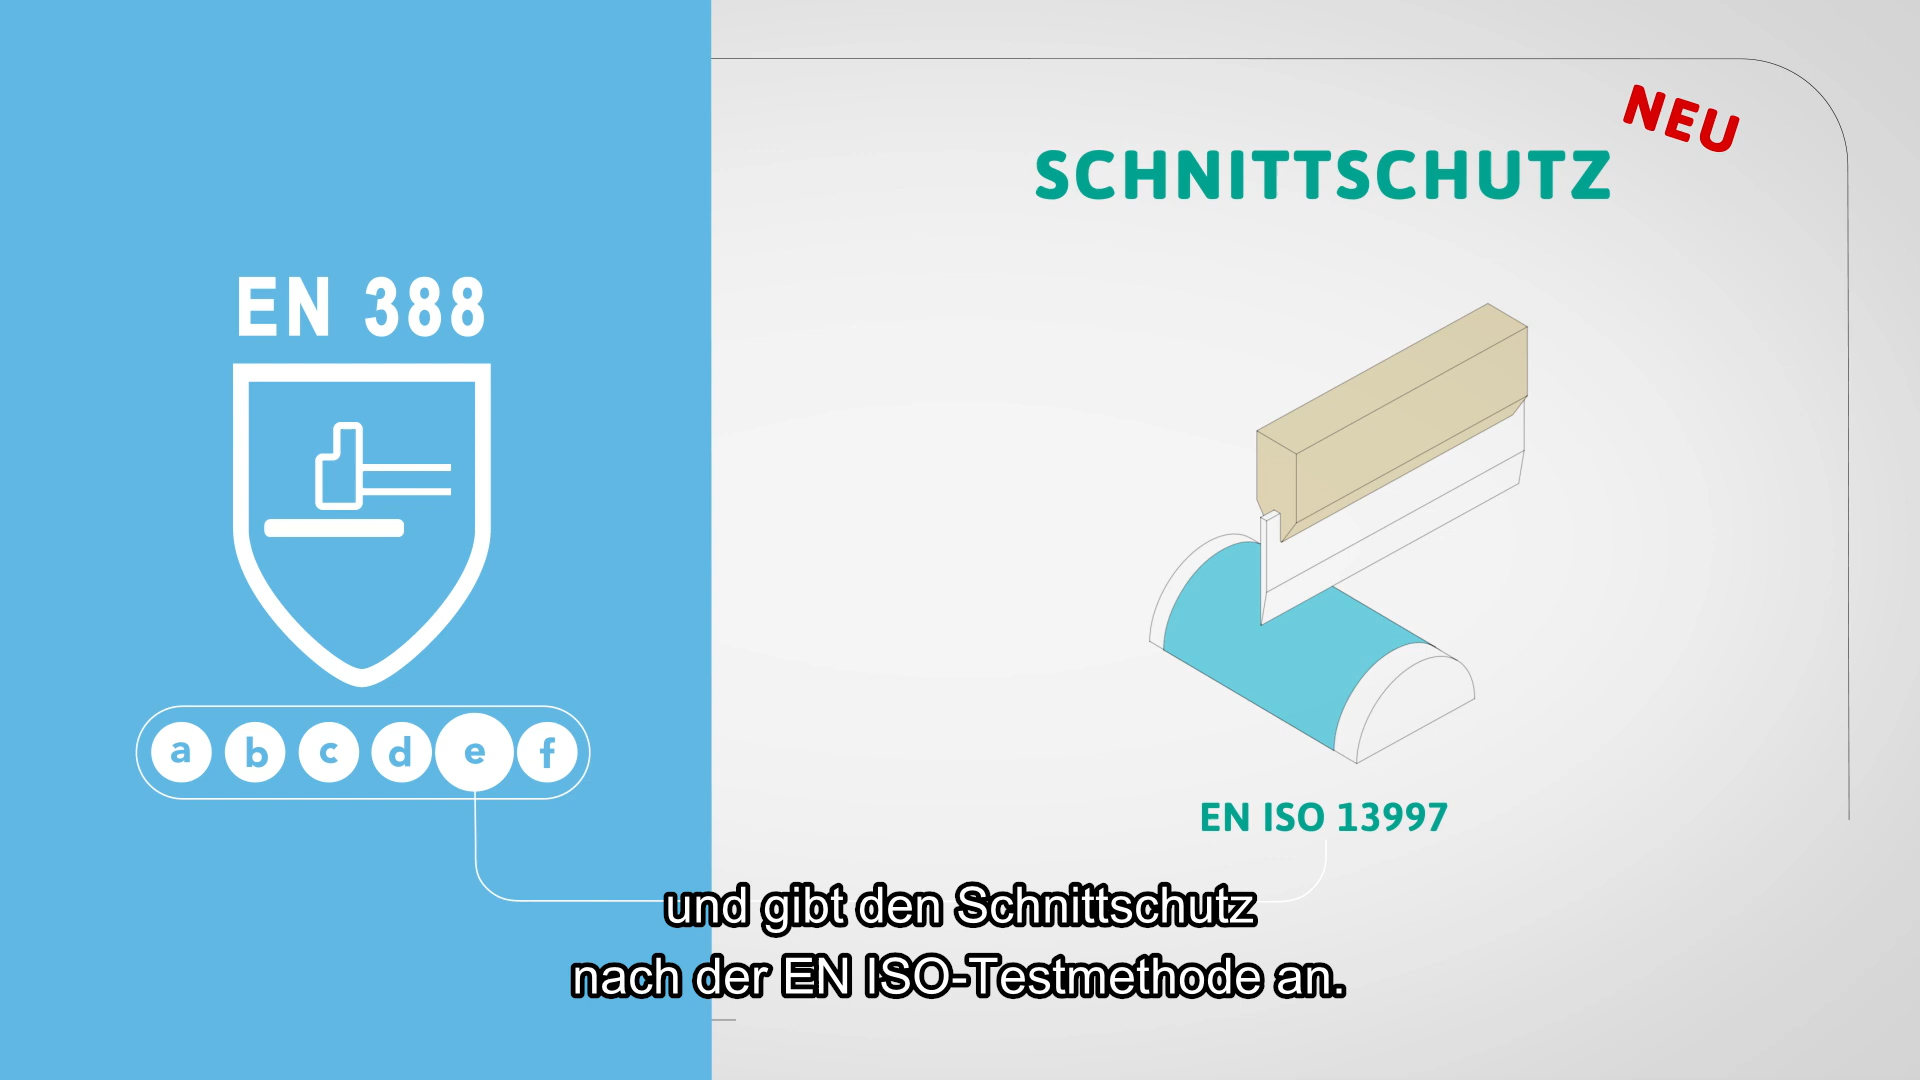 EN 388
a b c d e f
NEU
SCHNITTSCHUTZ
EN ISO 13997
und gibt den Schnittschutz
nach der EN ISO-Testmethode an.